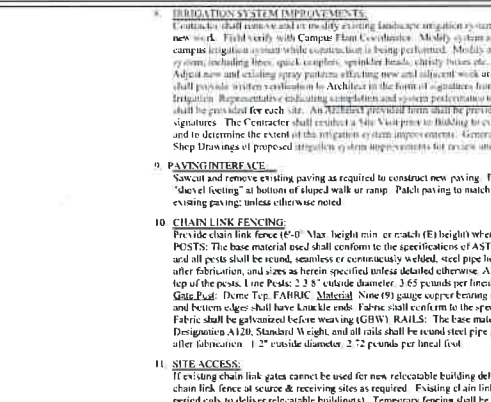 8. IRRIGATION SYSTEM IMPROVEMENTS:
Contractor shall remove and or modify existing landscape irrigation system
new work. Field verify with Campus Plant Coordinator. Modify system a
campus irrigation system while construction is being performed. Modify a
system, including lines, quick couplers, sprinkler heads, christy boxes etc.
Adjust new and existing spray patterns effecting new and adjacent work ar
shall provide written verification to Architect in the form of signatures from
Irrigation Representative indicating completion and system performance
shall be provided for each site. An Architect provided form shall be provid
signatures. The Contractor shall conduct a Site Visit prior to Bidding to
and to determine the extent of the irrigation system improvements. General
Shop Drawings of proposed irrigation system improvements for review and
9. PAVING INTERFACE:
Sawcut and remove existing paving as required to construct new paving.
"shovel footing" at bottom of sloped walk or ramp. Patch paving to match
existing paving; unless otherwise noted
10. CHAIN LINK FENCING:
Provide chain link fence (6'-0" Max. height min. or match (E) height) whe
POSTS: The base material used shall conform to the specifications of AST
and all posts shall be round, seamless or continuously welded, steel pipe h
after fabrication, and sizes as herein specified unless detailed otherwise. A
top of the posts. Line Posts: 2 3/8" outside diameter, 3.65 pounds per lineal
Gate Post: Dome Top. FABRIC: Material: Nine (9) gauge copper bearing
and bottom edges shall have knuckle ends. Fabric shall conform to the spe
Fabric shall be galvanized before weaving (GBW). RAILS: The base mate
Designation A120, Standard Weight, and all rails shall be round steel pipe
after fabrication. 1 2" outside diameter, 2.72 pounds per lineal foot
11. SITE ACCESS:
If existing chain link gates cannot be used for new relocatable building del
chain link fence at source & receiving sites as required. Existing chain link
period only to deliver relocatable building(s). Temporary fencing shall be